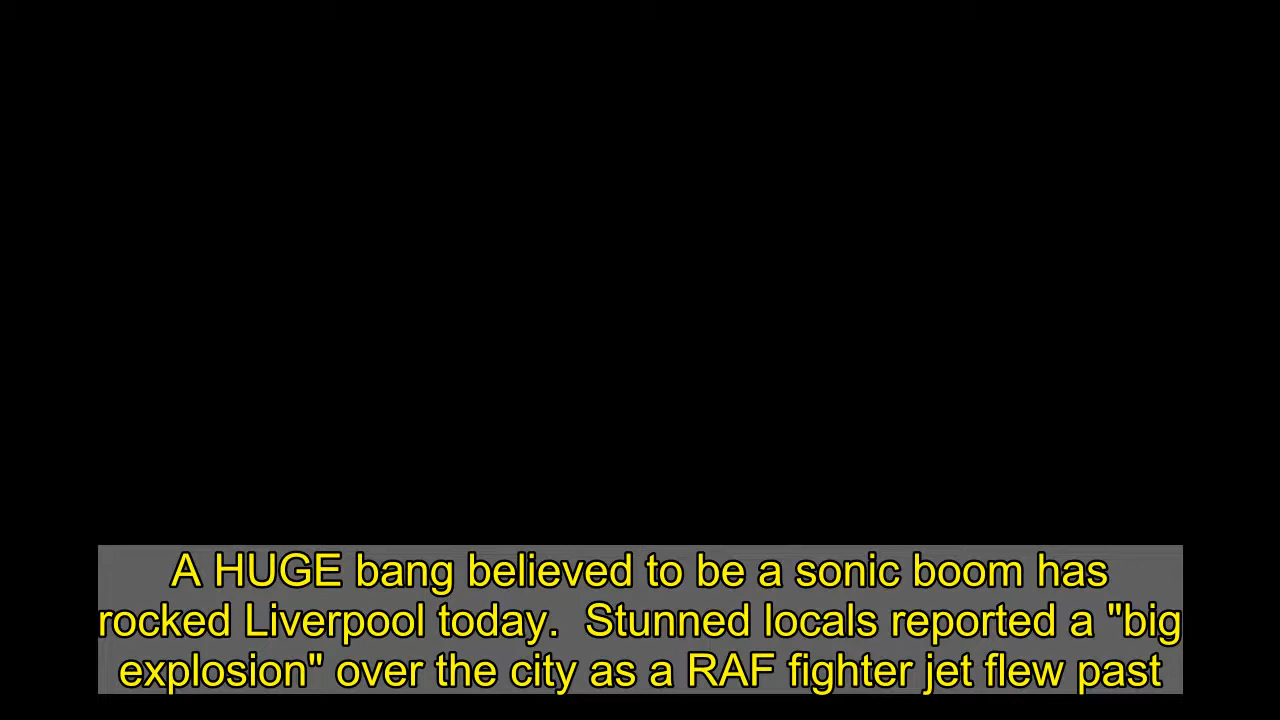 A HUGE bang believed to be a sonic boom has
rocked Liverpool today.  Stunned locals reported a "big
explosion" over the city as a RAF fighter jet flew past